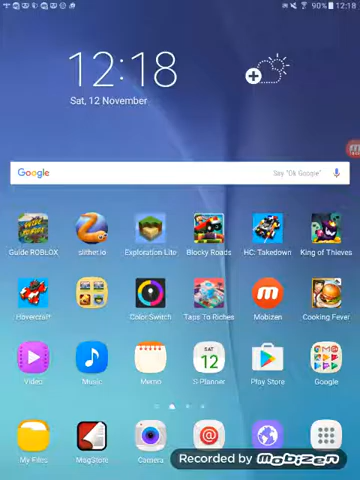 90% 12:18
12:18
Sat, 12 November
Google Say "Ok Google"
Guide ROBLOX slither.io Exploration Lite Blocky Roads HC: Takedown King of Thieves
Color Switch Taps To Riches Mobizen Cooking Fever
SAT
12
Video Music Memo S Planner Play Store Google
My Files Camera
Recorded by mobizen